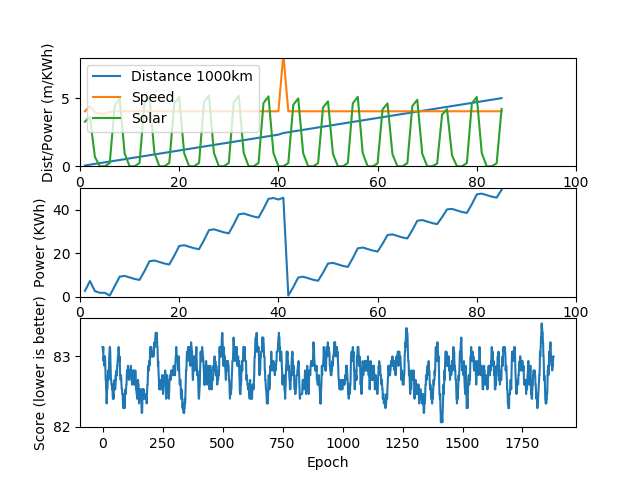 Dist/Power (m/KWh)
Distance 1000km
Speed
Solar
5
0
0 20 40 60 80 100
Power (KWh)
40
20
0
0 20 40 60 80 100
Score (lower is better)
83
82
0 250 500 750 1000 1250 1500 1750
Epoch